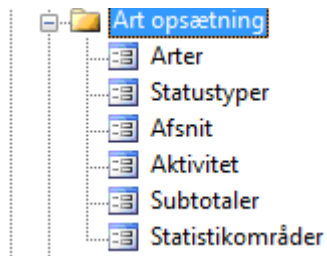 Art opsætning
Arter
Statustyper
Afsnit
Aktivitet
Subtotaler
Statistikområder